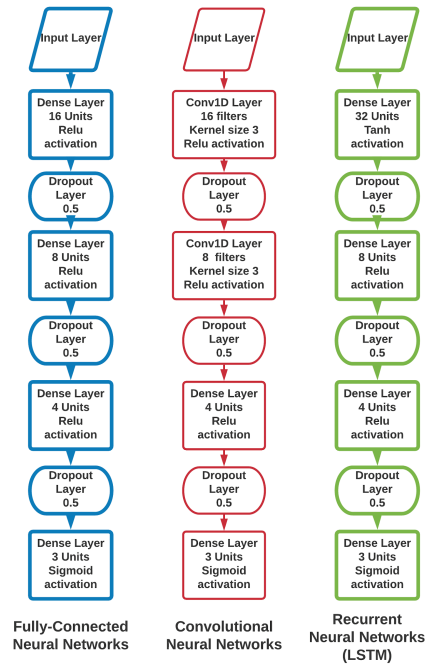 Input Layer
Dense Layer
16 Units
Relu
activation
Dropout
Layer
0.5
Dense Layer
8 Units
Relu
activation
Dropout
Layer
0.5
Dense Layer
4 Units
Relu
activation
Dropout
Layer
0.5
Dense Layer
3 Units
Sigmoid
activation
Fully-Connected
Neural Networks
Input Layer
Conv1D Layer
16 filters
Kernel size 3
Relu activation
Dropout
Layer
0.5
Conv1D Layer
8 filters
Kernel size 3
Relu activation
Dropout
Layer
0.5
Dense Layer
4 Units
Relu
activation
Dropout
Layer
0.5
Dense Layer
3 Units
Sigmoid
activation
Convolutional
Neural Networks
Input Layer
Dense Layer
32 Units
Tanh
activation
Dropout
Layer
0.5
Dense Layer
8 Units
Relu
activation
Dropout
Layer
0.5
Dense Layer
4 Units
Relu
activation
Dropout
Layer
0.5
Dense Layer
3 Units
Sigmoid
activation
Recurrent
Neural Networks
(LSTM)